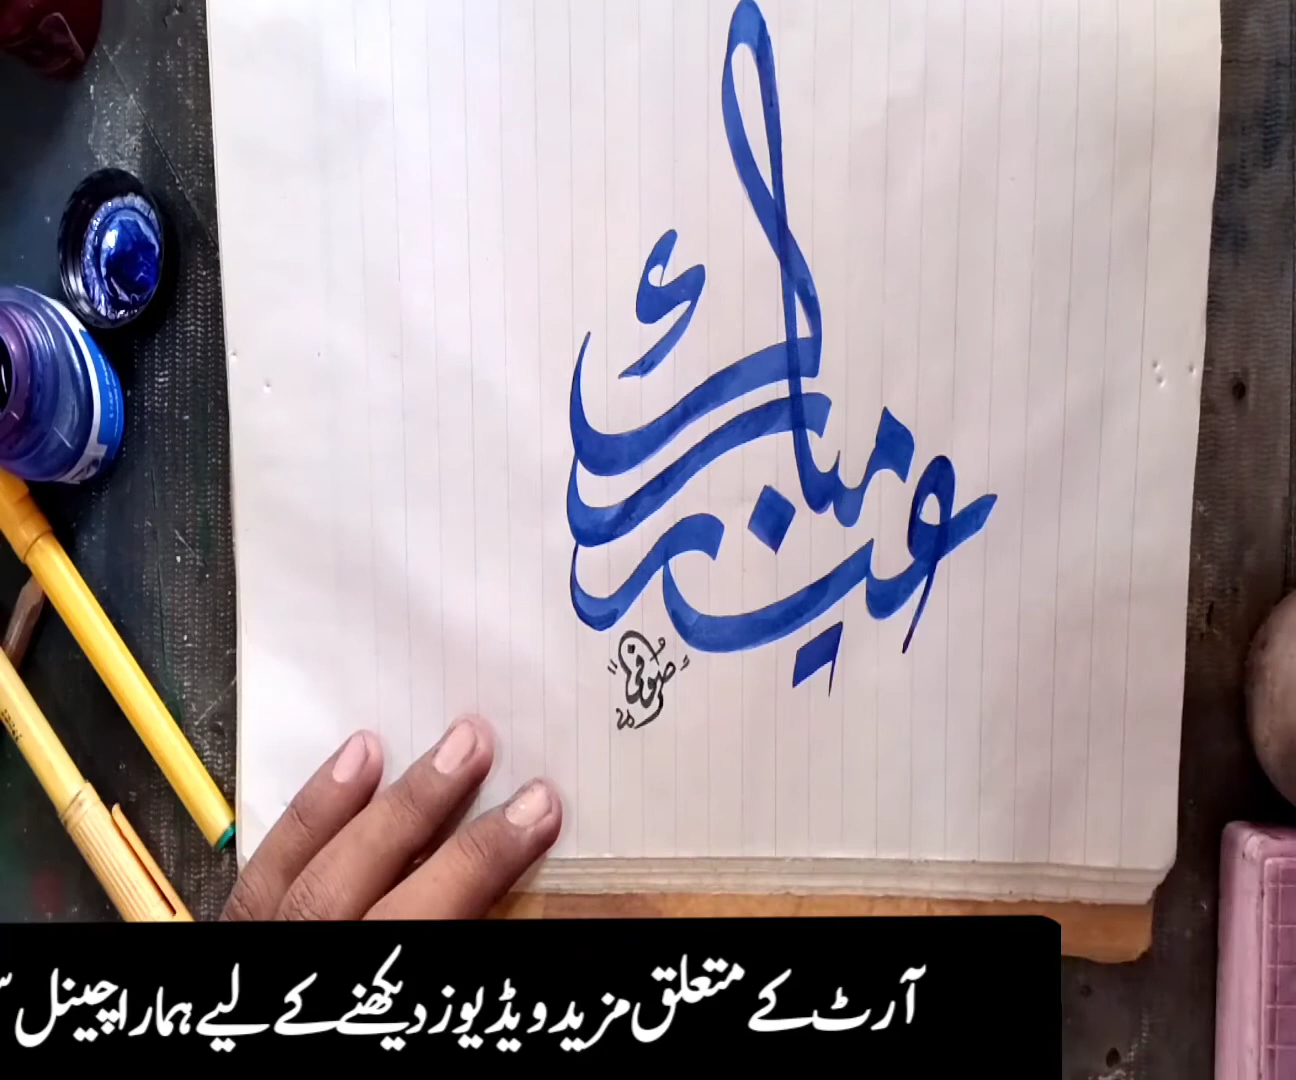 عید
مبارک
"صوفی"
آرٹ کے متعلق مزید ویڈیوز دیکھنے کے لیے ہمارا چینل